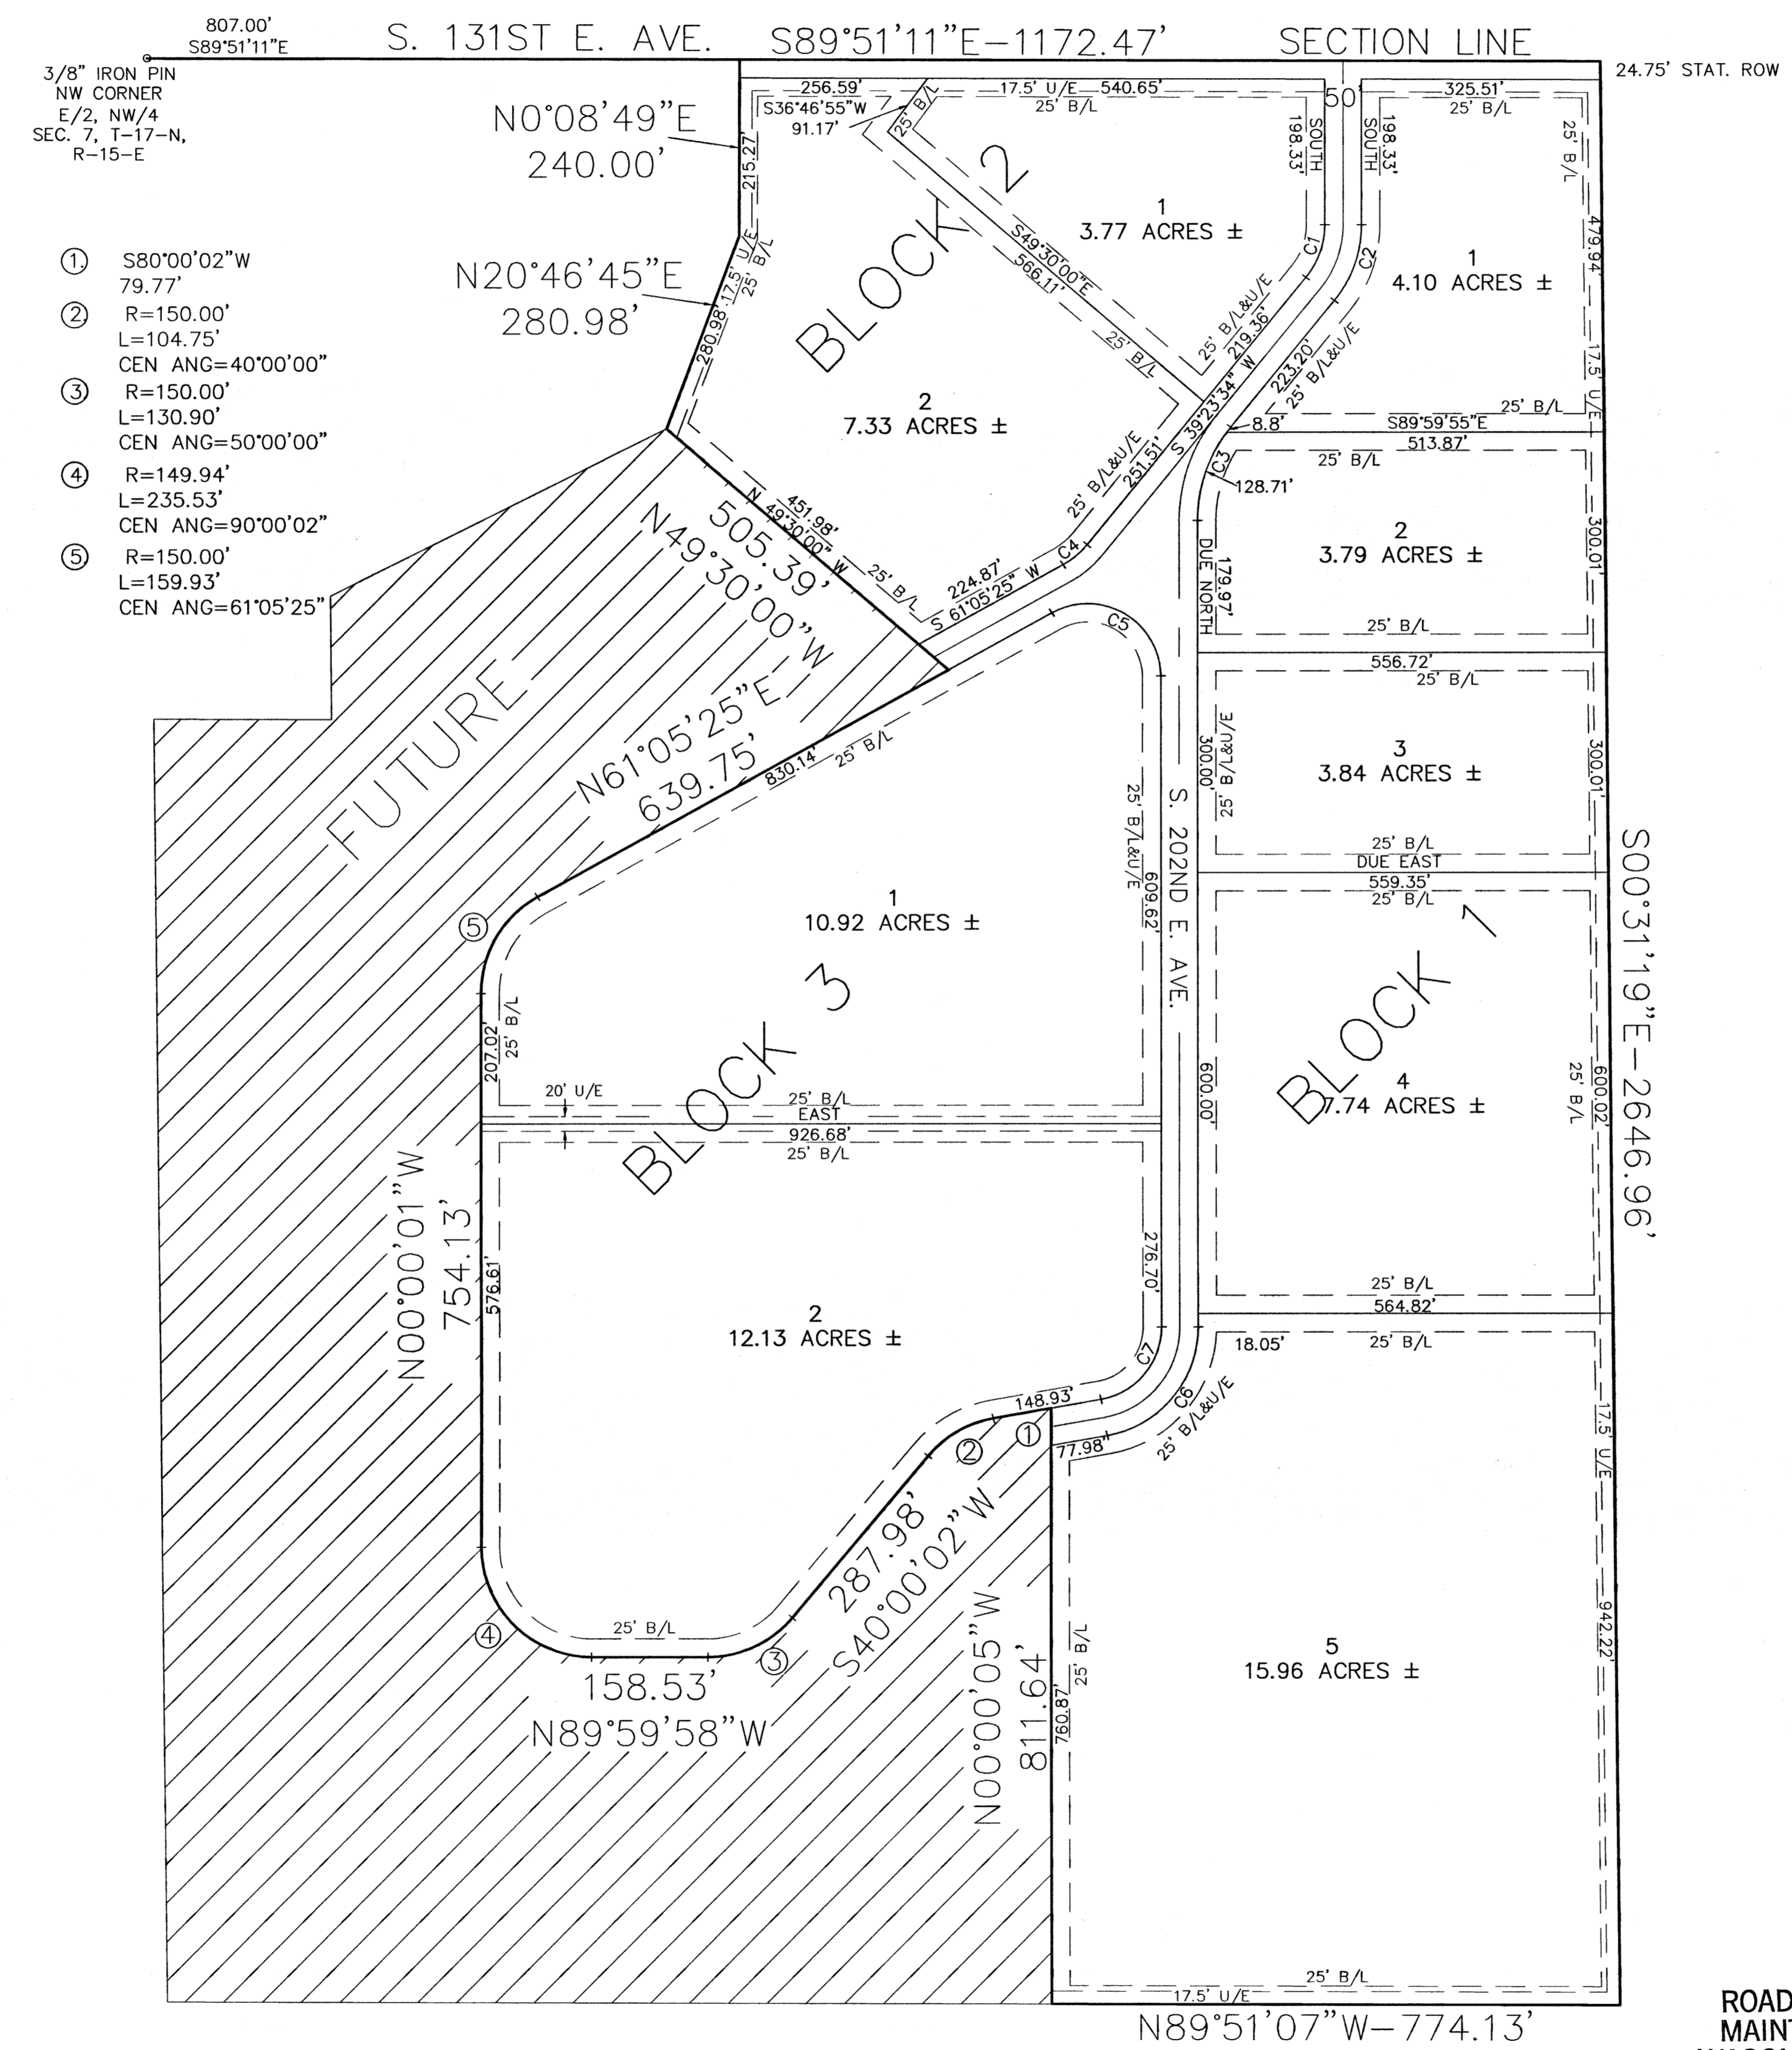 807.00'
S89°51'11"E
S. 131ST E. AVE.
S89°51'11"E-1172.47'
SECTION LINE
24.75' STAT. ROW
3/8" IRON PIN
NW CORNER
E/2, NW/4
SEC. 7, T-17-N,
R-15-E
N0°08'49"E
240.00'
N20°46'45"E
280.98'
① S80°00'02"W
79.77'
② R=150.00'
L=104.75'
CEN ANG=40°00'00"
③ R=150.00'
L=130.90'
CEN ANG=50°00'00"
④ R=149.94'
L=235.53'
CEN ANG=90°00'02"
⑤ R=150.00'
L=159.93'
CEN ANG=61°05'25"
256.59'
17.5' U/E
540.65'
25' B/L
S36°46'55"W
91.17'
25' B/L
25'
50'
325.51'
25' B/L
215.27'
17.5' U/E
25' B/L
280.98'
SOUTH
198.33'
SOUTH
198.33'
25' B/L
479.94'
17.5' U/E
BLOCK 2
1
3.77 ACRES ±
S49°30'00"E
566.11'
25' B/L
C1
C2
1
4.10 ACRES ±
25' B/L&U/E
219.36'
S 39°23'34" W
223.20'
25' B/L&U/E
25' B/L
8.8'
S89°59'55"E
513.87'
25' B/L
2
7.33 ACRES ±
25' B/L&U/E
251.51'
C3
128.71'
C4
451.98'
N 49°30'00" W
25' B/L
505.39'
N49°30'00"W
224.87'
S 61°05'25" W
DUE NORTH
179.97'
2
3.79 ACRES ±
300.01'
25' B/L
556.72'
25' B/L
C5
FUTURE
N61°05'25"E
639.75'
830.14'
25' B/L
25' B/L&U/E
609.62'
S. 202ND E. AVE.
300.00'
25' B/L&U/E
3
3.84 ACRES ±
300.01'
25' B/L
DUE EAST
559.35'
25' B/L
S00°31'19"E-2646.96'
⑤
1
10.92 ACRES ±
BLOCK 3
207.02'
25' B/L
20' U/E
25' B/L
EAST
926.68'
25' B/L
600.00'
BLOCK 1
4
7.74 ACRES ±
25' B/L
600.02'
25' B/L
564.82'
18.05'
25' B/L
N00°00'01"W
754.13'
576.61'
2
12.13 ACRES ±
276.70'
C7
C6
148.93'
①
②
77.98'
25' B/L&U/E
17.5' U/E
287.98'
S40°00'02"W
④
25' B/L
③
158.53'
N89°59'58"W
N00°00'05"W
811.64'
760.87'
25' B/L
5
15.96 ACRES ±
942.22'
25' B/L
17.5' U/E
N89°51'07"W-774.13'
ROAD
MAINT